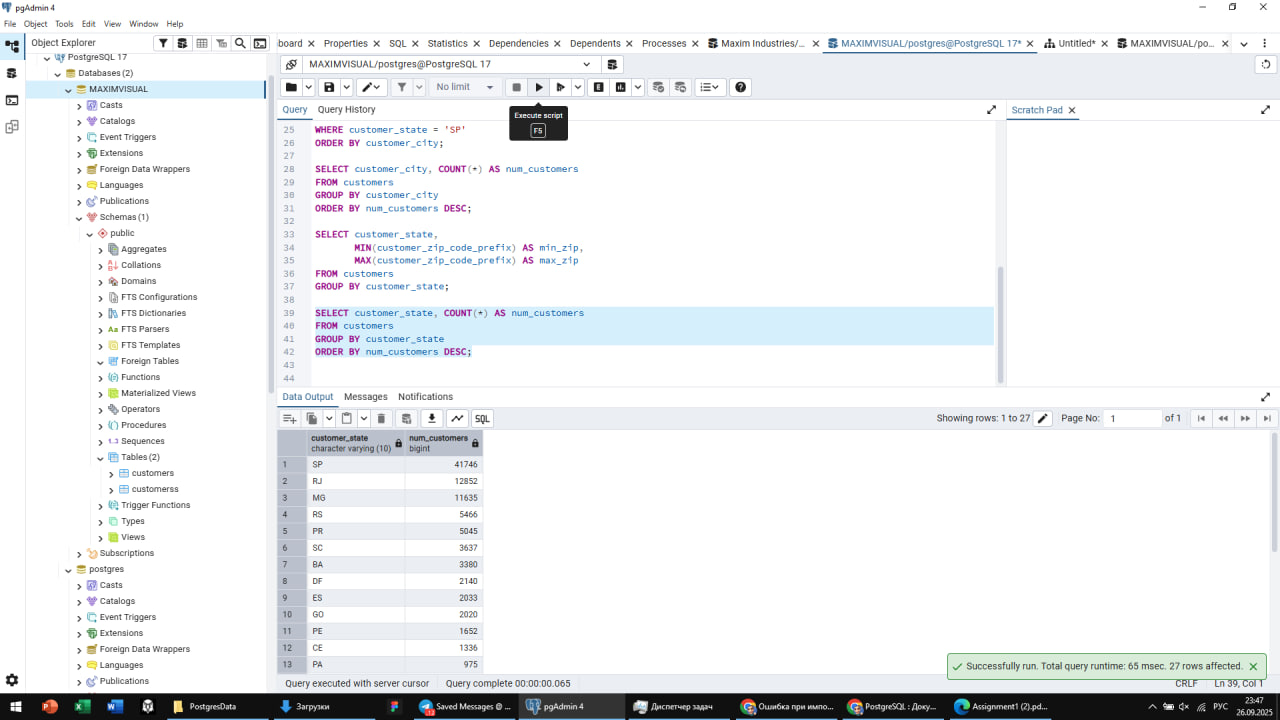 pgAdmin 4
File Object Tools Edit View Window Help
Object Explorer
board Properties SQL Statistics Dependencies Dependents Processes Maxim Industries/... MAXIMVISUAL/postgres@PostgreSQL 17* Untitled* MAXIMVISUAL/po...
PostgreSQL 17
Databases (2)
MAXIMVISUAL
Casts
Catalogs
Event Triggers
Extensions
Foreign Data Wrappers
Languages
Publications
Schemas (1)
public
Aggregates
Collations
Domains
FTS Configurations
FTS Dictionaries
Aa FTS Parsers
FTS Templates
Foreign Tables
Functions
Materialized Views
Operators
Procedures
1..3 Sequences
Tables (2)
customers
customerss
Trigger Functions
Types
Views
Subscriptions
postgres
Casts
Catalogs
Event Triggers
Extensions
Foreign Data Wrappers
Languages
Publications
MAXIMVISUAL/postgres@PostgreSQL 17
No limit
Execute script
F5
Query Query History
Scratch Pad
25 WHERE customer_state = 'SP'
26 ORDER BY customer_city;
27
28 SELECT customer_city, COUNT(*) AS num_customers
29 FROM customers
30 GROUP BY customer_city
31 ORDER BY num_customers DESC;
32
33 SELECT customer_state,
34 MIN(customer_zip_code_prefix) AS min_zip,
35 MAX(customer_zip_code_prefix) AS max_zip
36 FROM customers
37 GROUP BY customer_state;
38
39 SELECT customer_state, COUNT(*) AS num_customers
40 FROM customers
41 GROUP BY customer_state
42 ORDER BY num_customers DESC;
43
44
Data Output Messages Notifications
SQL
Showing rows: 1 to 27 Page No: 1 of 1
customer_state num_customers
character varying (10) bigint
1 SP 41746
2 RJ 12852
3 MG 11635
4 RS 5466
5 PR 5045
6 SC 3637
7 BA 3380
8 DF 2140
9 ES 2033
10 GO 2020
11 PE 1652
12 CE 1336
13 PA 975
Successfully run. Total query runtime: 65 msec. 27 rows affected.
Query executed with server cursor Query complete 00:00:00.065
CRLF Ln 39, Col 1
PostgresData Загрузки Saved Messages @ ... pgAdmin 4 Диспетчер задач Ошибка при импо... PostgreSQL : Доку... Assignment1 (2).pd...
РУС
23:47
26.09.2025